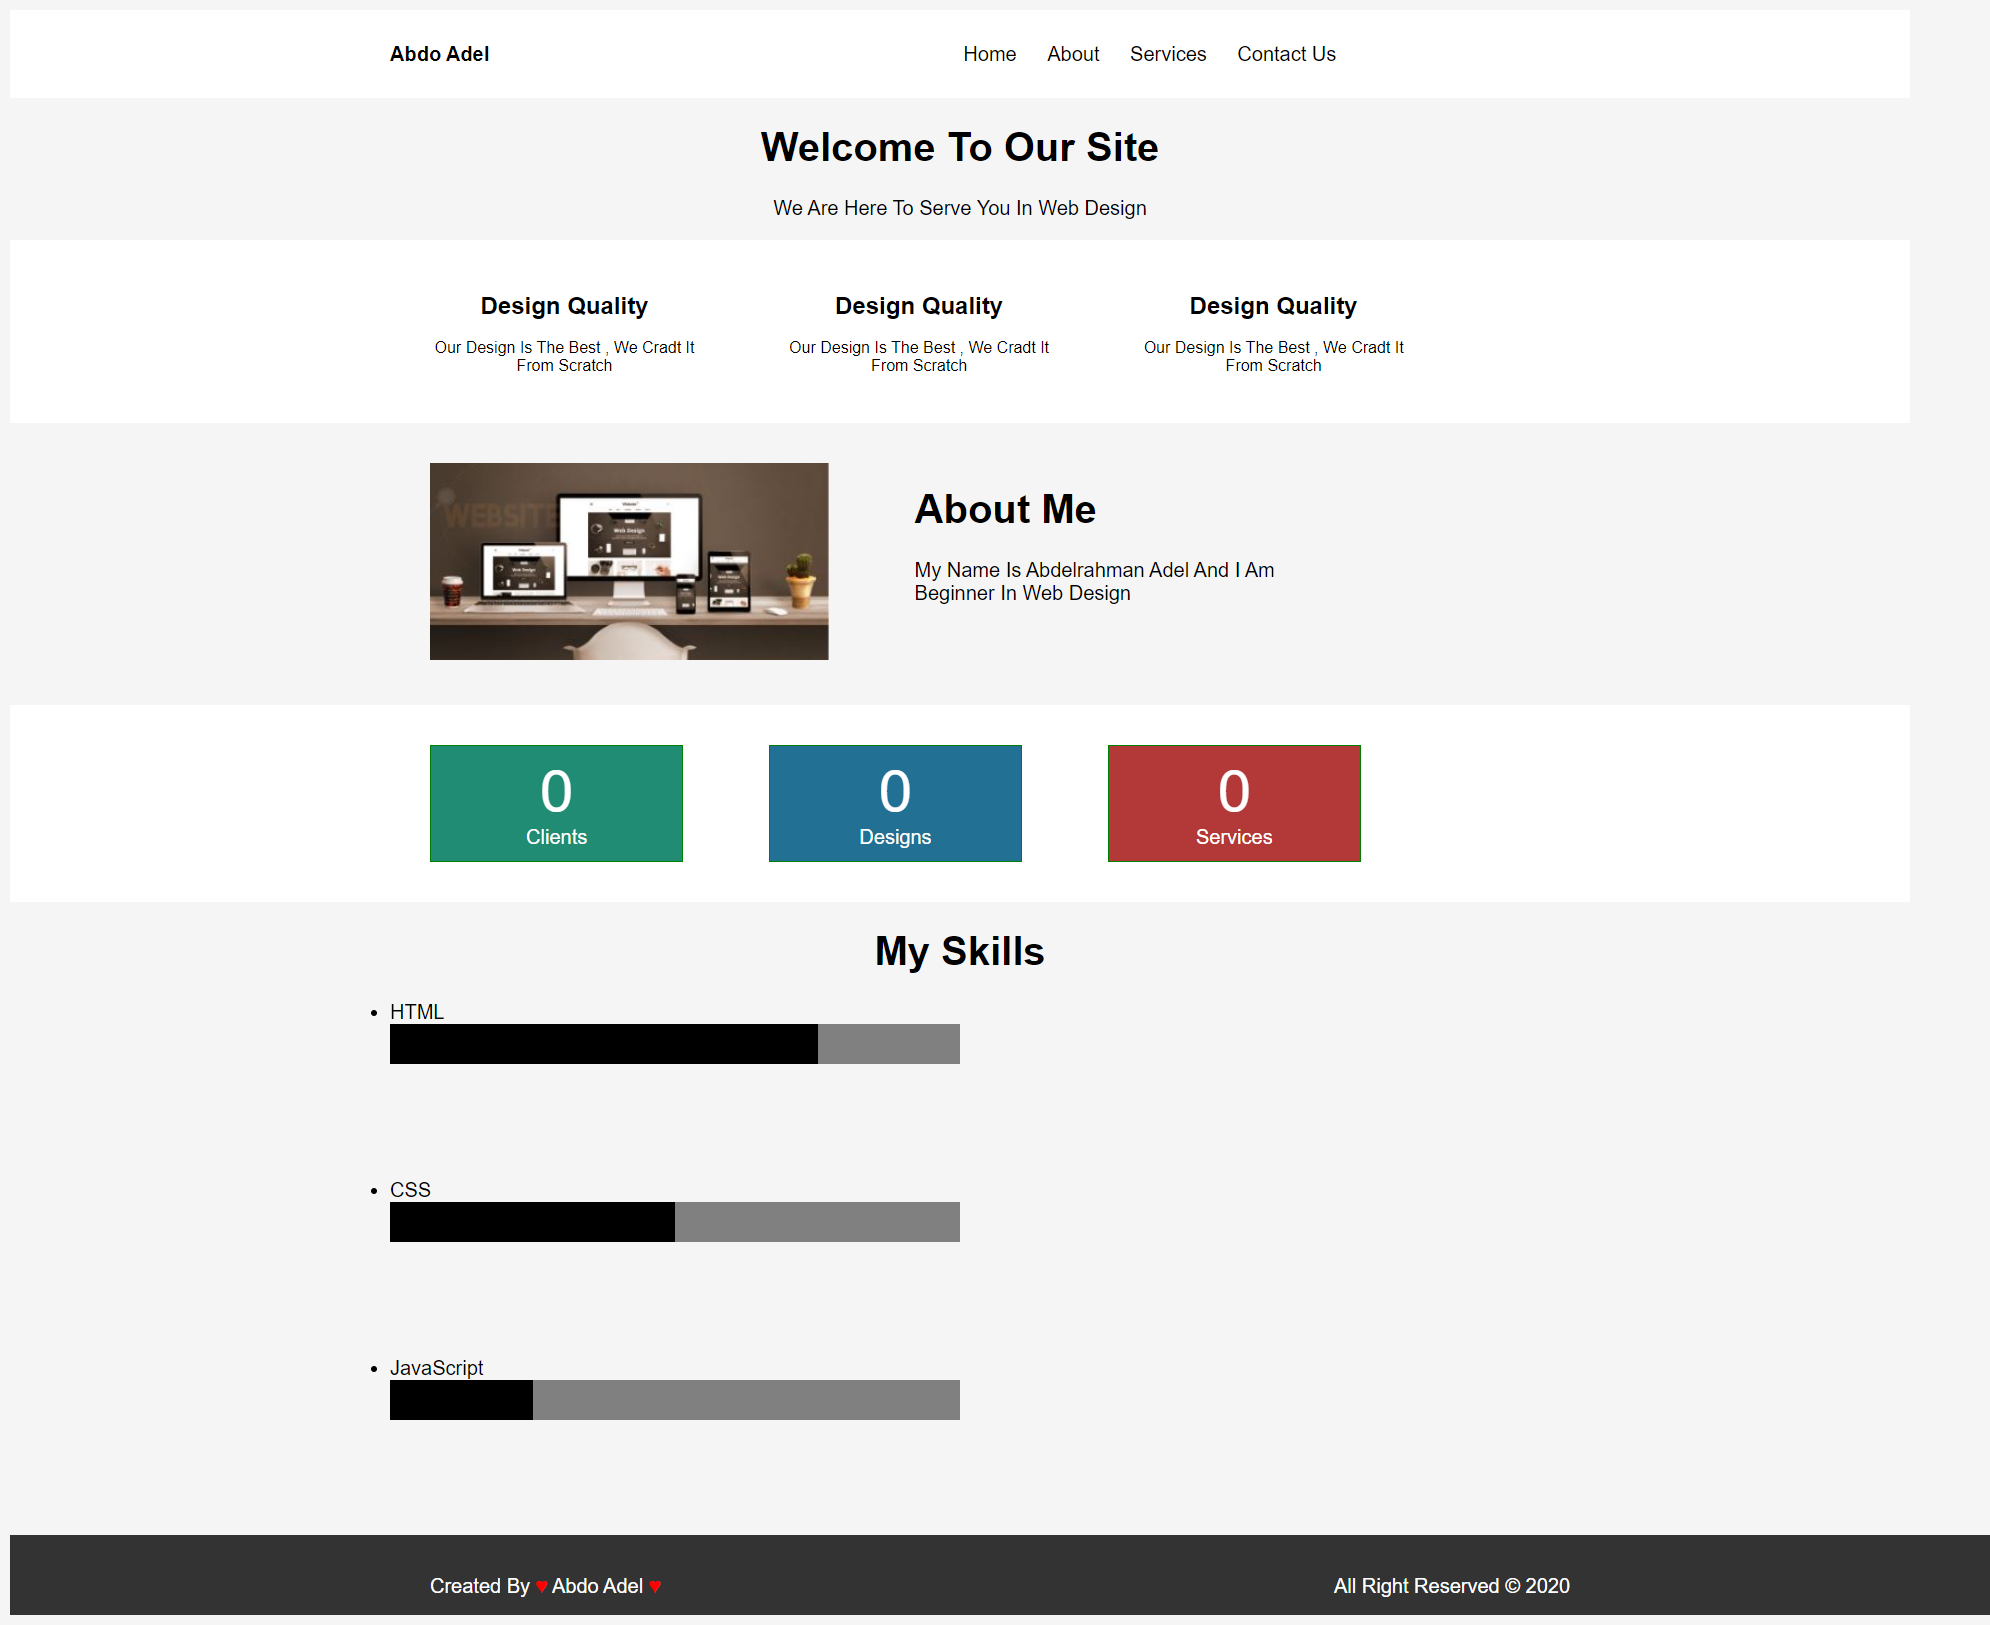 Abdo Adel
Home About Services Contact Us
Welcome To Our Site
We Are Here To Serve You In Web Design
Design Quality
Our Design Is The Best , We Cradt It
From Scratch
Design Quality
Our Design Is The Best , We Cradt It
From Scratch
Design Quality
Our Design Is The Best , We Cradt It
From Scratch
WEBSITE
Web Design
Web Design
About Me
My Name Is Abdelrahman Adel And I Am
Beginner In Web Design
0
Clients
0
Designs
0
Services
My Skills
HTML
CSS
JavaScript
Created By ♥ Abdo Adel ♥
All Right Reserved © 2020